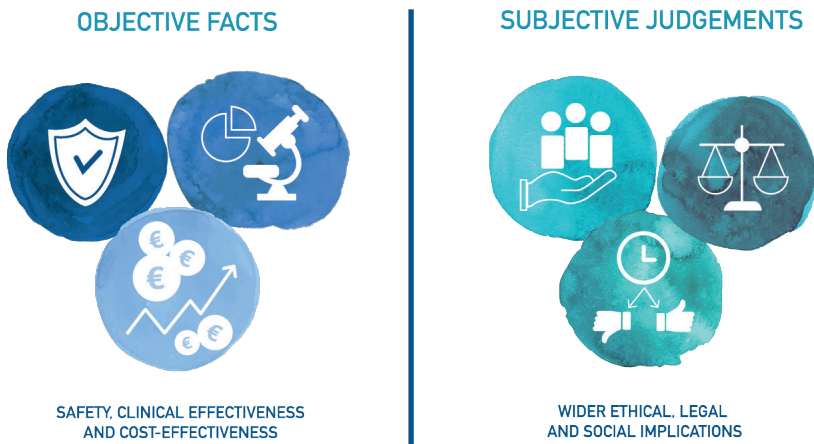 OBJECTIVE FACTS
€
€
€
€
€
SAFETY, CLINICAL EFFECTIVENESS
AND COST-EFFECTIVENESS
SUBJECTIVE JUDGEMENTS
WIDER ETHICAL, LEGAL
AND SOCIAL IMPLICATIONS